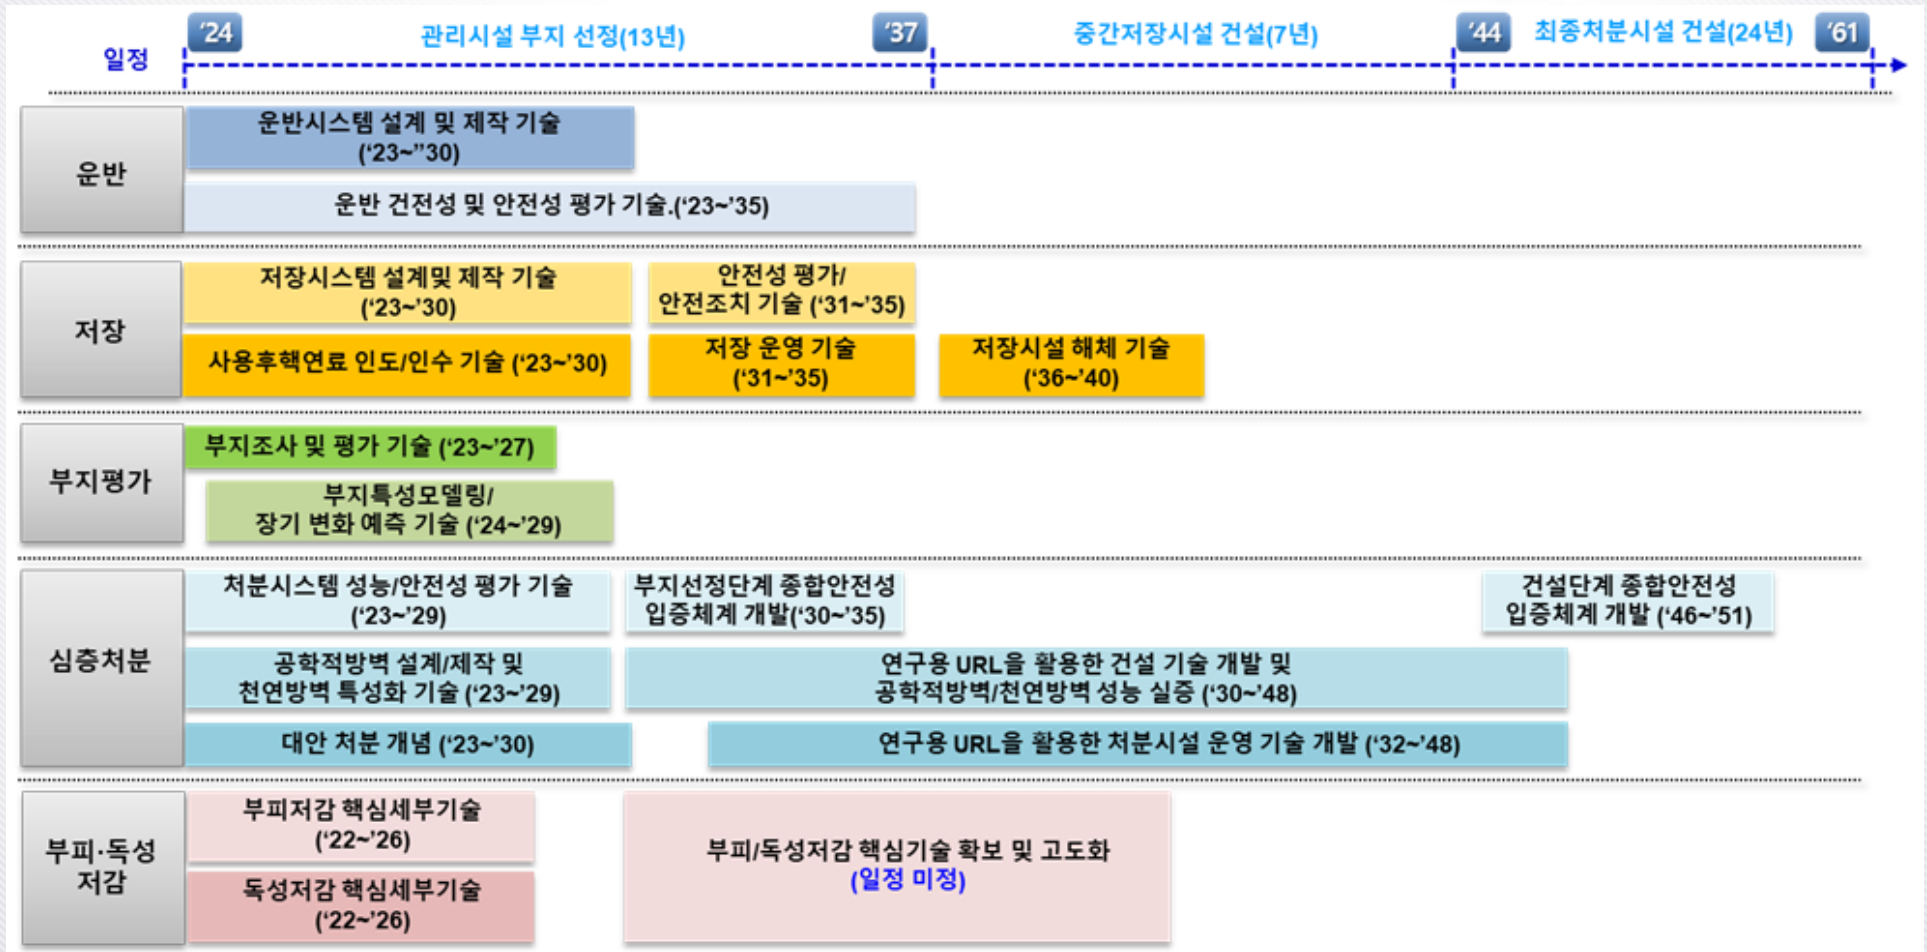 일정
‘24
관리시설 부지 선정(13년)
‘37
중간저장시설 건설(7년)
‘44
최종처분시설 건설(24년)
‘61
운반
운반시스템 설계 및 제작 기술
(‘23~”30)
운반 건전성 및 안전성 평가 기술.(‘23~’35)
저장
저장시스템 설계및 제작 기술
(‘23~’30)
안전성 평가/
안전조치 기술 (‘31~’35)
사용후핵연료 인도/인수 기술 (‘23~’30)
저장 운영 기술
(‘31~’35)
저장시설 해체 기술
(‘36~’40)
부지평가
부지조사 및 평가 기술 (‘23~’27)
부지특성모델링/
장기 변화 예측 기술 (‘24~’29)
심층처분
처분시스템 성능/안전성 평가 기술
(‘23~’29)
부지선정단계 종합안전성
입증체계 개발(‘30~’35)
건설단계 종합안전성
입증체계 개발 (‘46~’51)
공학적방벽 설계/제작 및
천연방벽 특성화 기술 (‘23~’29)
연구용 URL을 활용한 건설 기술 개발 및
공학적방벽/천연방벽 성능 실증 (‘30~’48)
대안 처분 개념 (‘23~’30)
연구용 URL을 활용한 처분시설 운영 기술 개발 (‘32~’48)
부피·독성
저감
부피저감 핵심세부기술
(‘22~’26)
독성저감 핵심세부기술
(‘22~’26)
부피/독성저감 핵심기술 확보 및 고도화
(일정 미정)